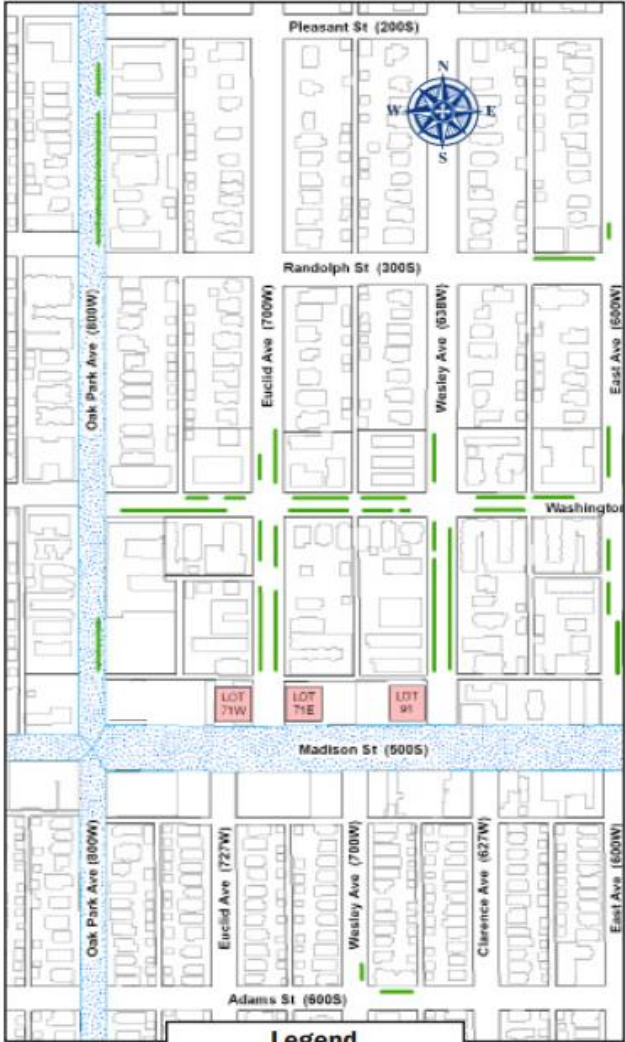 Pleasant St (200S)
N
W
E
S
Randolph St (300S)
Oak Park Ave (800W)
Euclid Ave (700W)
Wesley Ave (638W)
East Ave (600W)
Washington
LOT
71W
LOT
71E
LOT
91
Madison St (500S)
Oak Park Ave (800W)
Euclid Ave (727W)
Wesley Ave (700W)
Clarence Ave (627W)
East Ave (600W)
Adams St (600S)
Legend